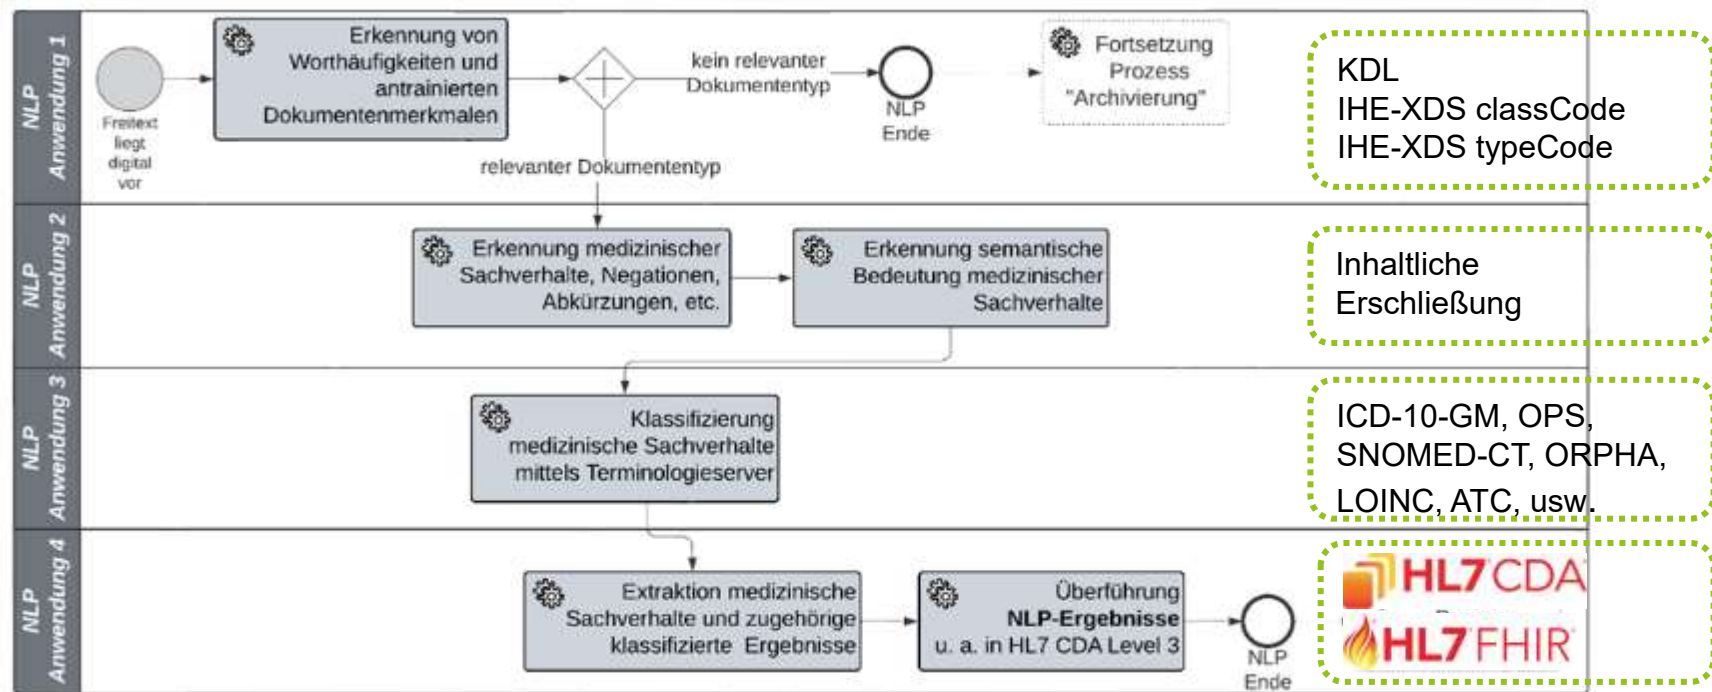 NLP
Anwendung 1
Freitext
liegt
digital
vor
Erkennung von
Worthäufigkeiten und
antrainierten
Dokumentenmerkmalen
kein relevanter
Dokumententyp
relevanter Dokumententyp
NLP
Ende
Fortsetzung
Prozess
"Archivierung"
KDL
IHE-XDS classCode
IHE-XDS typeCode
NLP
Anwendung 2
Erkennung medizinischer
Sachverhalte, Negationen,
Abkürzungen, etc.
Erkennung semantische
Bedeutung medizinischer
Sachverhalte
Inhaltliche
Erschließung
NLP
Anwendung 3
Klassifizierung
medizinische Sachverhalte
mittels Terminologieserver
ICD-10-GM, OPS,
SNOMED-CT, ORPHA,
LOINC, ATC, usw.
NLP
Anwendung 4
Extraktion medizinische
Sachverhalte und zugehörige
klassifizierte Ergebnisse
Überführung
NLP-Ergebnisse
u. a. in HL7 CDA Level 3
NLP
Ende
HL7 CDA
HL7 FHIR